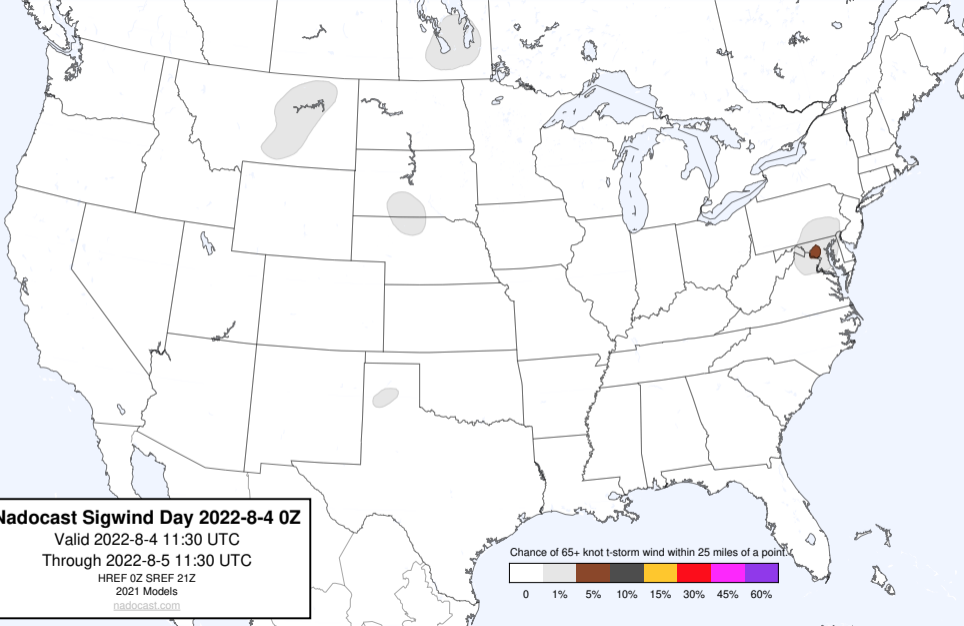 Nadocast Sigwind Day 2022-8-4 0Z
Valid 2022-8-4 11:30 UTC
Through 2022-8-5 11:30 UTC
HREF 0Z SREF 21Z
2021 Models
nadocast.com
Chance of 65+ knot t-storm wind within 25 miles of a point.
0 1% 5% 10% 15% 30% 45% 60%